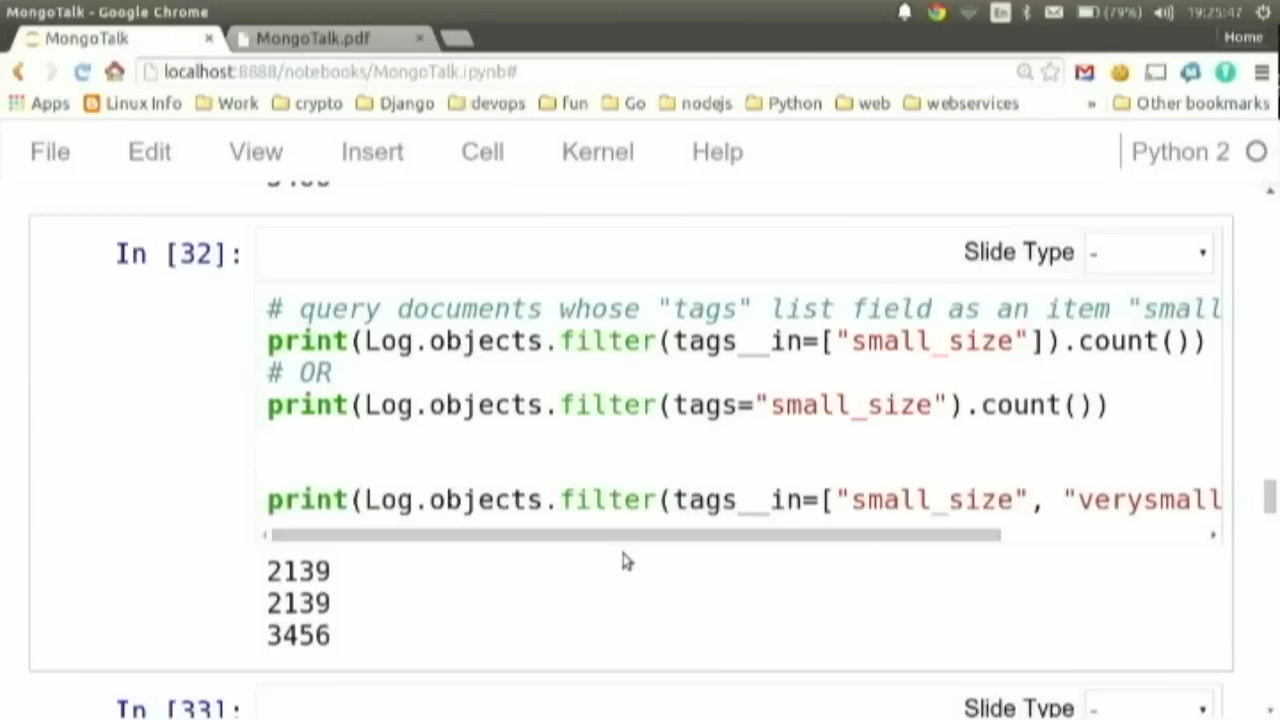 MongoTalk - Google Chrome
(79%) 19:25:47
MongoTalk × MongoTalk.pdf × Home
localhost:8888/notebooks/MongoTalk.ipynb#
Apps Linux Info Work crypto Django devops fun Go nodejs Python web webservices » Other bookmarks
File Edit View Insert Cell Kernel Help Python 2
In [32]: Slide Type -
# query documents whose "tags" list field as an item "small
print(Log.objects.filter(tags__in=["small_size"]).count())
# OR
print(Log.objects.filter(tags="small_size").count())
print(Log.objects.filter(tags__in=["small_size", "verysmall
2139
2139
3456
In [33]: Slide Type -